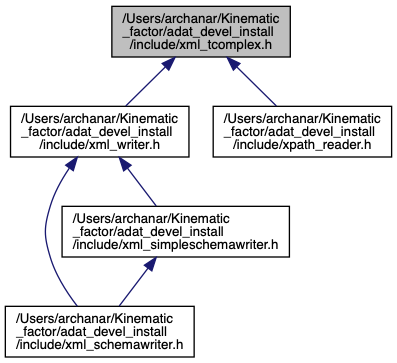 /Users/archanar/Kinematic
_factor/adat_devel_install
/include/xml_tcomplex.h
/Users/archanar/Kinematic
_factor/adat_devel_install
/include/xml_writer.h
/Users/archanar/Kinematic
_factor/adat_devel_install
/include/xpath_reader.h
/Users/archanar/Kinematic
_factor/adat_devel_install
/include/xml_simpleschemawriter.h
/Users/archanar/Kinematic
_factor/adat_devel_install
/include/xml_schemawriter.h